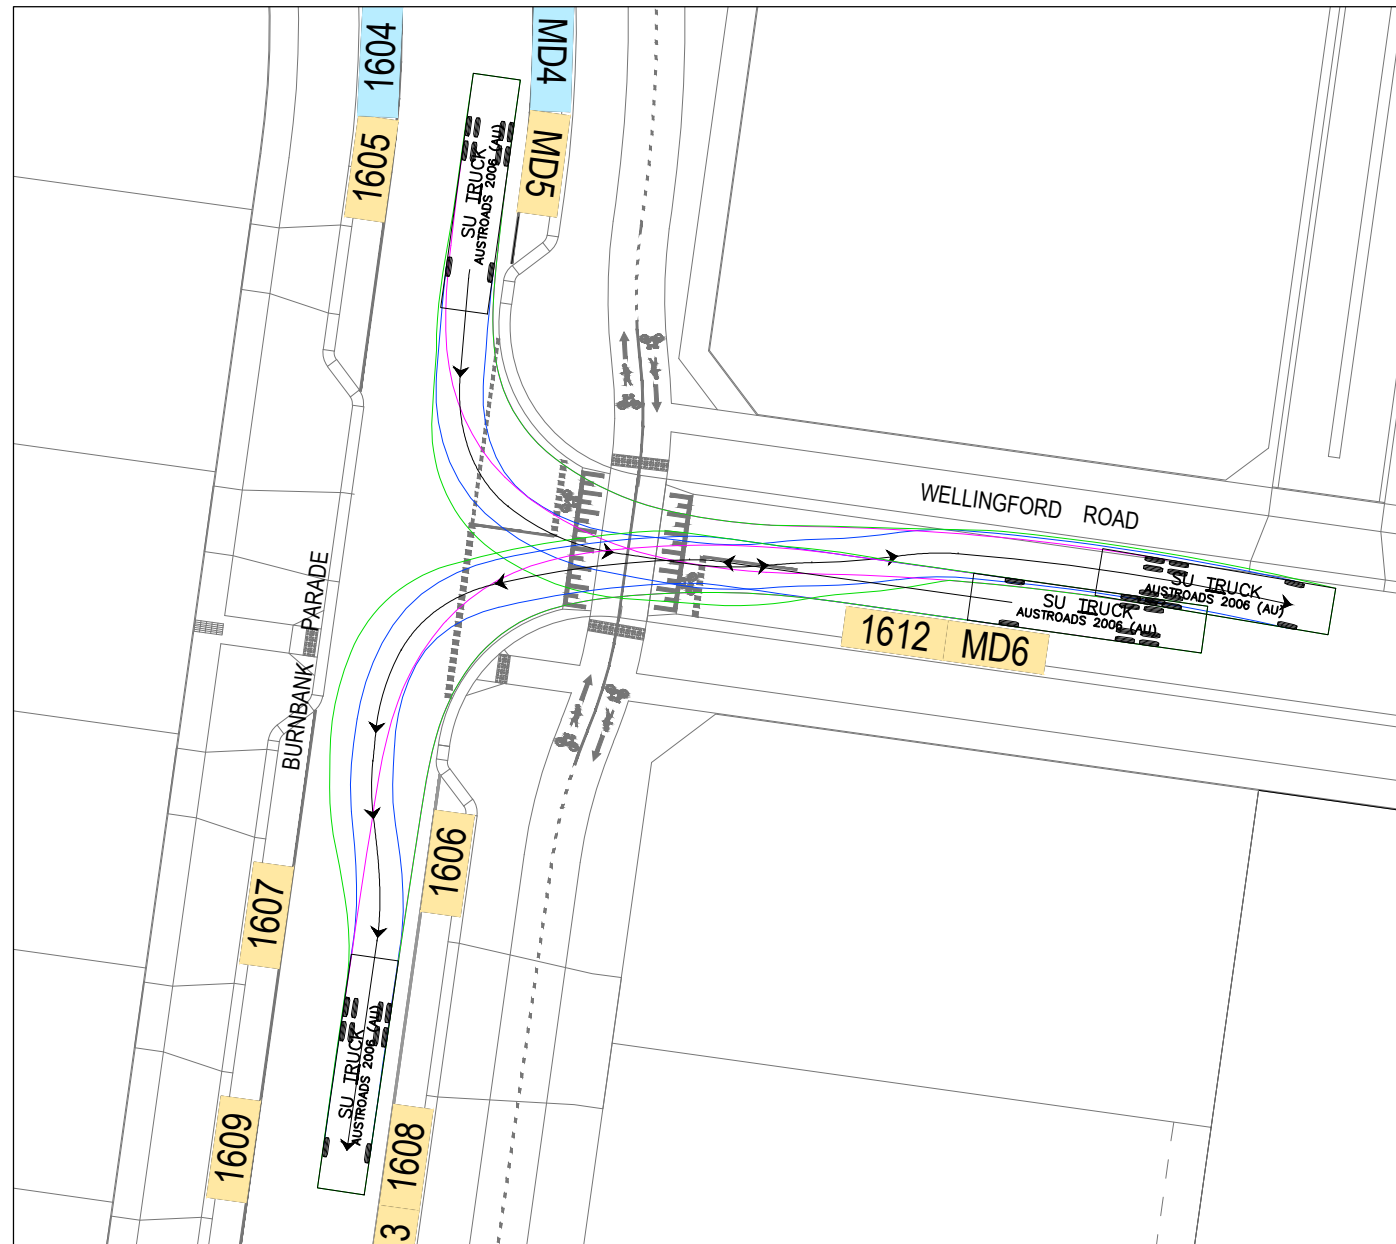 1604
MD4
1605
MD5
SU TRUCK
AUSTROADS 2006 (AU)
WELLINGFORD ROAD
SU TRUCK
AUSTROADS 2006 (AU)
SU TRUCK
AUSTROADS 2006 (AU)
1612
MD6
BURNBANK PARADE
1606
1607
SU TRUCK
AUSTROADS 2006 (AU)
1609
1608
3